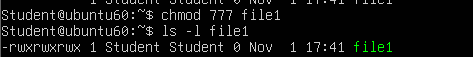 Student@ubuntu60:~$ chmod 777 file1
Student@ubuntu60:~$ ls -l file1
-rwxrwxrwx 1 Student Student 0 Nov  1 17:41 file1